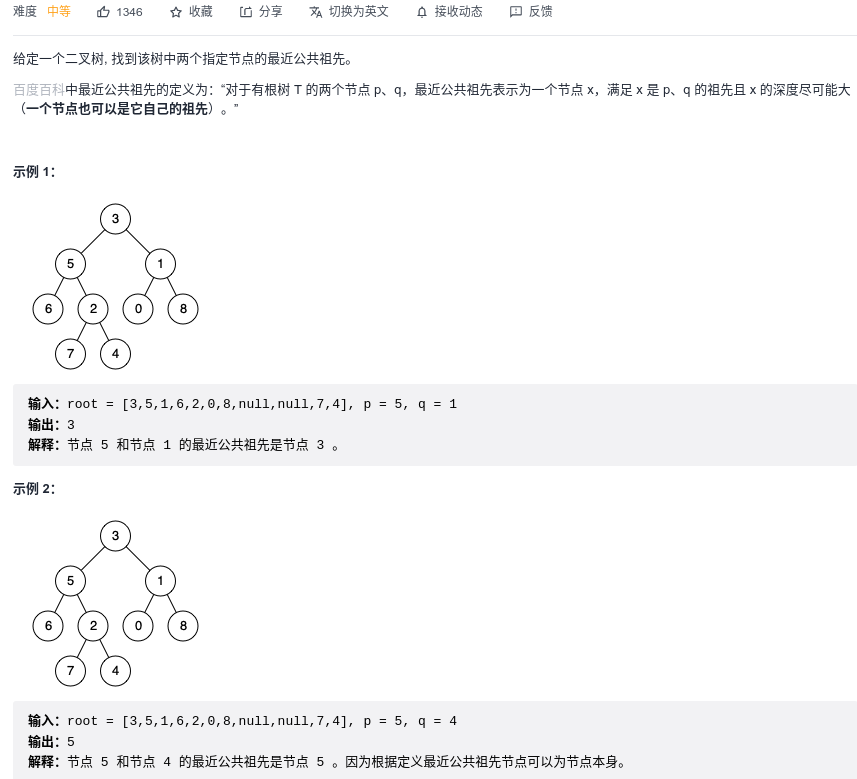 难度 中等 1346 收藏 分享 切换为英文 接收动态 反馈
给定一个二叉树, 找到该树中两个指定节点的最近公共祖先。
百度百科中最近公共祖先的定义为：“对于有根树 T 的两个节点 p、q，最近公共祖先表示为一个节点 x，满足 x 是 p、q 的祖先且 x 的深度尽可能大
（一个节点也可以是它自己的祖先）。”
示例 1：
3
5 1
6 2 0 8
7 4
输入：root = [3,5,1,6,2,0,8,null,null,7,4], p = 5, q = 1
输出：3
解释：节点 5 和节点 1 的最近公共祖先是节点 3 。
示例 2：
3
5 1
6 2 0 8
7 4
输入：root = [3,5,1,6,2,0,8,null,null,7,4], p = 5, q = 4
输出：5
解释：节点 5 和节点 4 的最近公共祖先是节点 5 。因为根据定义最近公共祖先节点可以为节点本身。